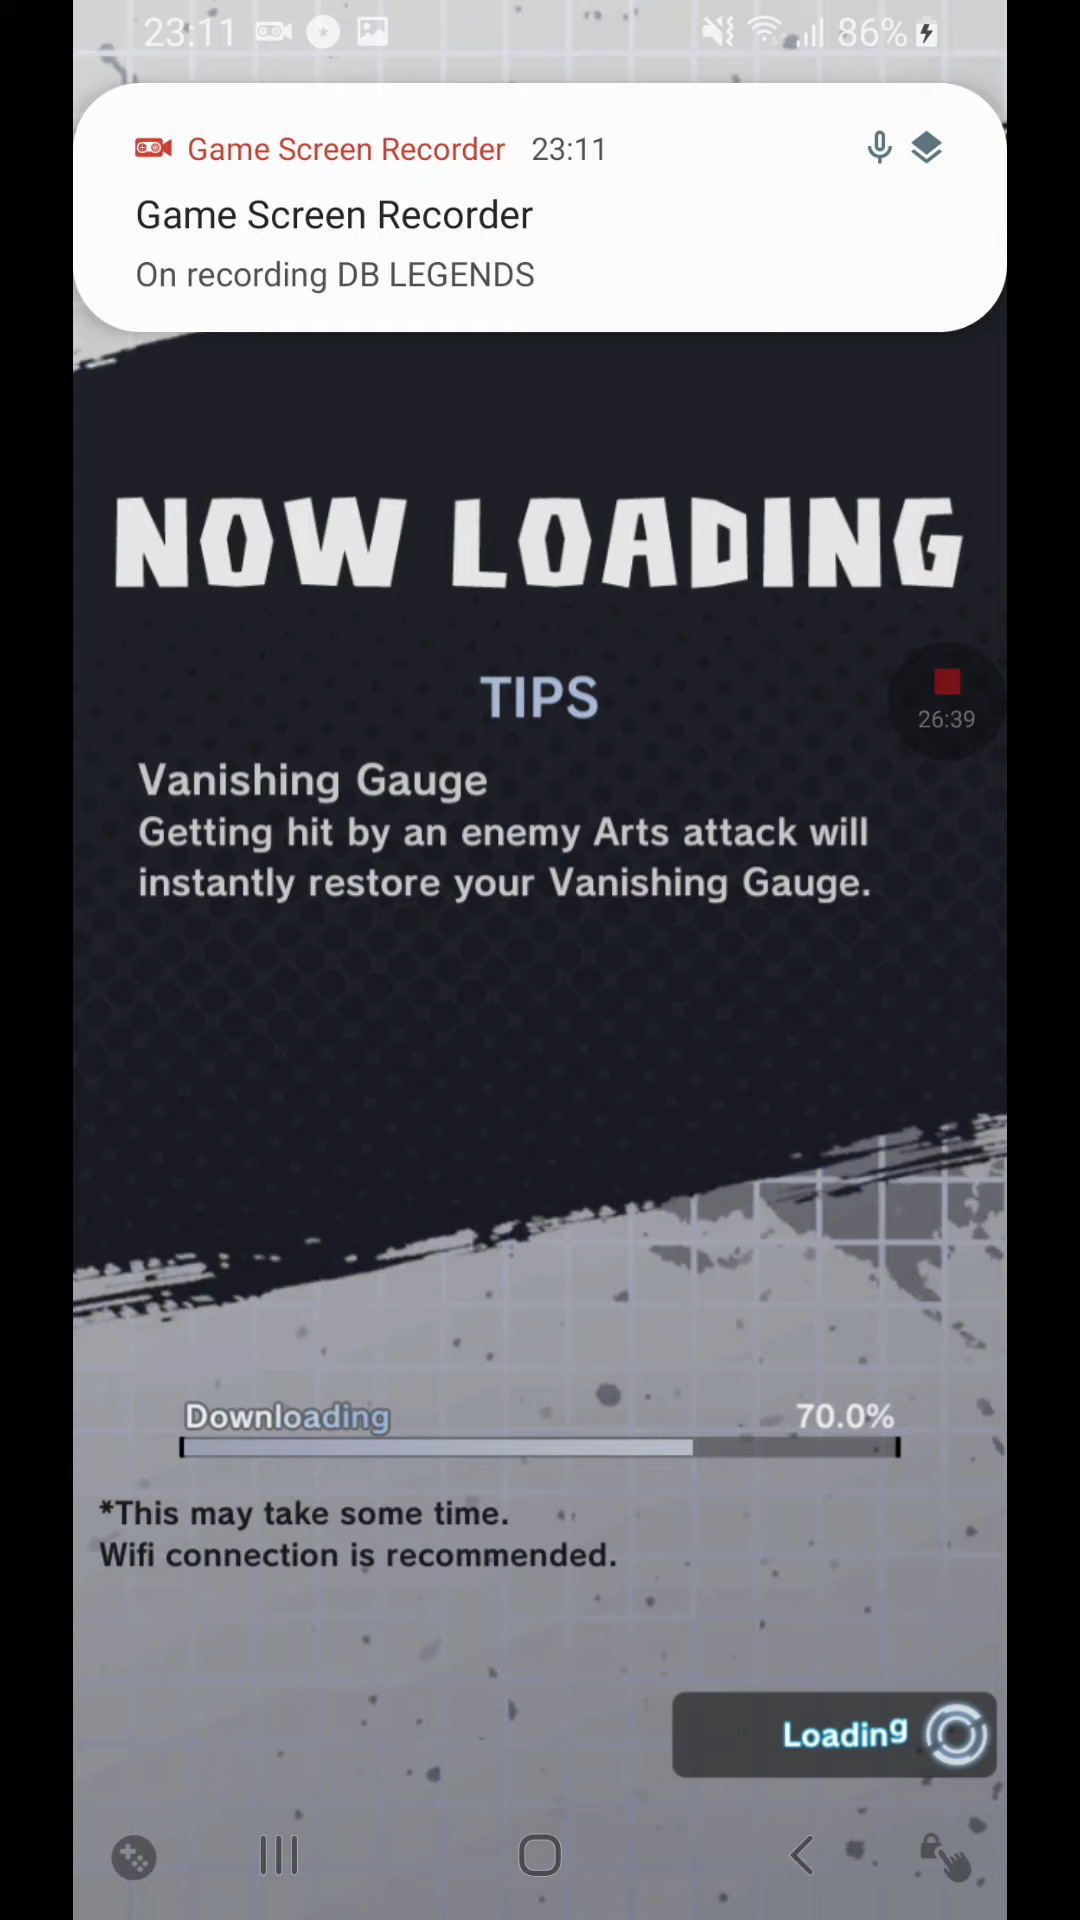 23:11 86%
Game Screen Recorder 23:11
Game Screen Recorder
On recording DB LEGENDS
NOW LOADING
TIPS
26:39
Vanishing Gauge
Getting hit by an enemy Arts attack will
instantly restore your Vanishing Gauge.
Downloading 70.0%
*This may take some time.
Wifi connection is recommended.
Loading